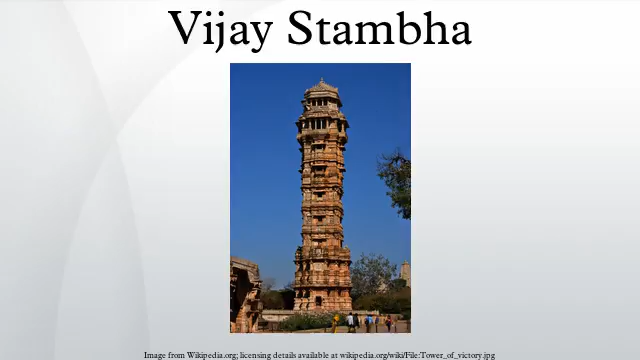 Vijay Stambha
Image from Wikipedia.org; licensing details available at wikipedia.org/wiki/File:Tower_of_victory.jpg